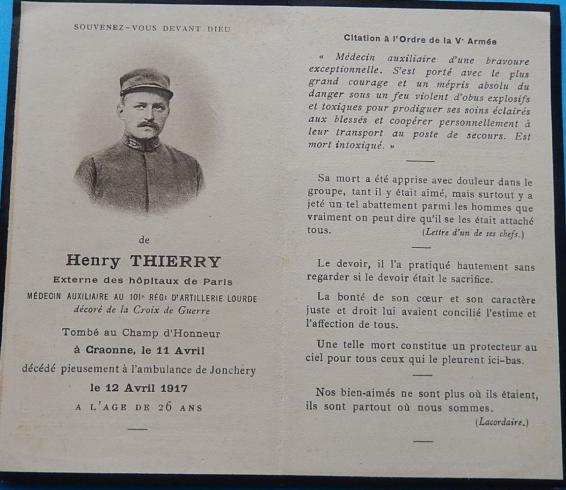 SOUVENEZ-VOUS DEVANT DIEU
de
Henry THIERRY
Externe des hôpitaux de Paris
MÉDECIN AUXILIAIRE AU 101e RÉGt D'ARTILLERIE LOURDE
décoré de la Croix de Guerre
Tombé au Champ d'Honneur
à Craonne, le 11 Avril
décédé pieusement à l'ambulance de Jonchery
le 12 Avril 1917
A L'AGE DE 26 ANS
Citation à l'Ordre de la Ve Armée
« Médecin auxiliaire d'une bravoure
exceptionnelle. S'est porté avec le plus
grand courage et un mépris absolu du
danger sous un feu violent d'obus explosifs
et toxiques pour prodiguer ses soins éclairés
aux blessés et coopérer personnellement à
leur transport au poste de secours. Est
mort intoxiqué. »
Sa mort a été apprise avec douleur dans le
groupe, tant il y était aimé, mais surtout y a
jeté un tel abattement parmi les hommes que
vraiment on peut dire qu'il se les était attaché
tous. (Lettre d'un de ses chefs.)
Le devoir, il l'a pratiqué hautement sans
regarder si le devoir était le sacrifice.
La bonté de son cœur et son caractère
juste et droit lui avaient concilié l'estime et
l'affection de tous.
Une telle mort constitue un protecteur au
ciel pour tous ceux qui le pleurent ici-bas.
Nos bien-aimés ne sont plus où ils étaient,
ils sont partout où nous sommes.
(Lacordaire.)